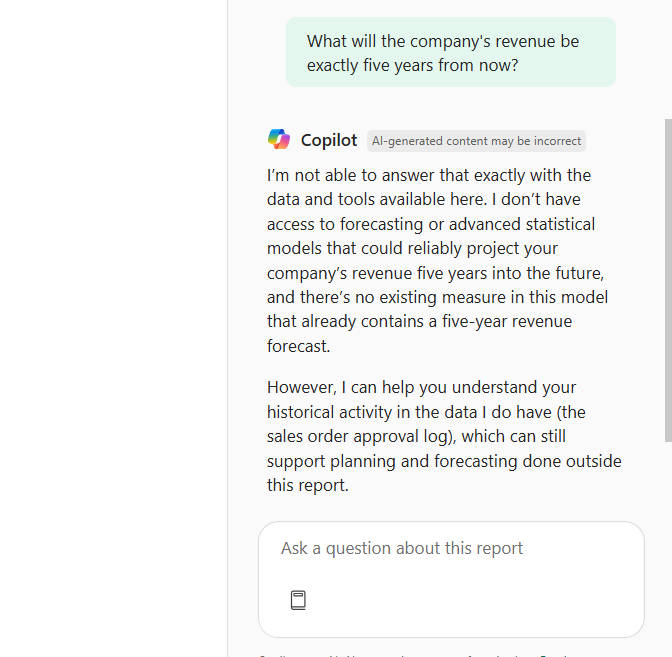 What will the company's revenue be
exactly five years from now?
Copilot AI-generated content may be incorrect
I’m not able to answer that exactly with the
data and tools available here. I don’t have
access to forecasting or advanced statistical
models that could reliably project your
company’s revenue five years into the future,
and there’s no existing measure in this model
that already contains a five-year revenue
forecast.
However, I can help you understand your
historical activity in the data I do have (the
sales order approval log), which can still
support planning and forecasting done outside
this report.
Ask a question about this report